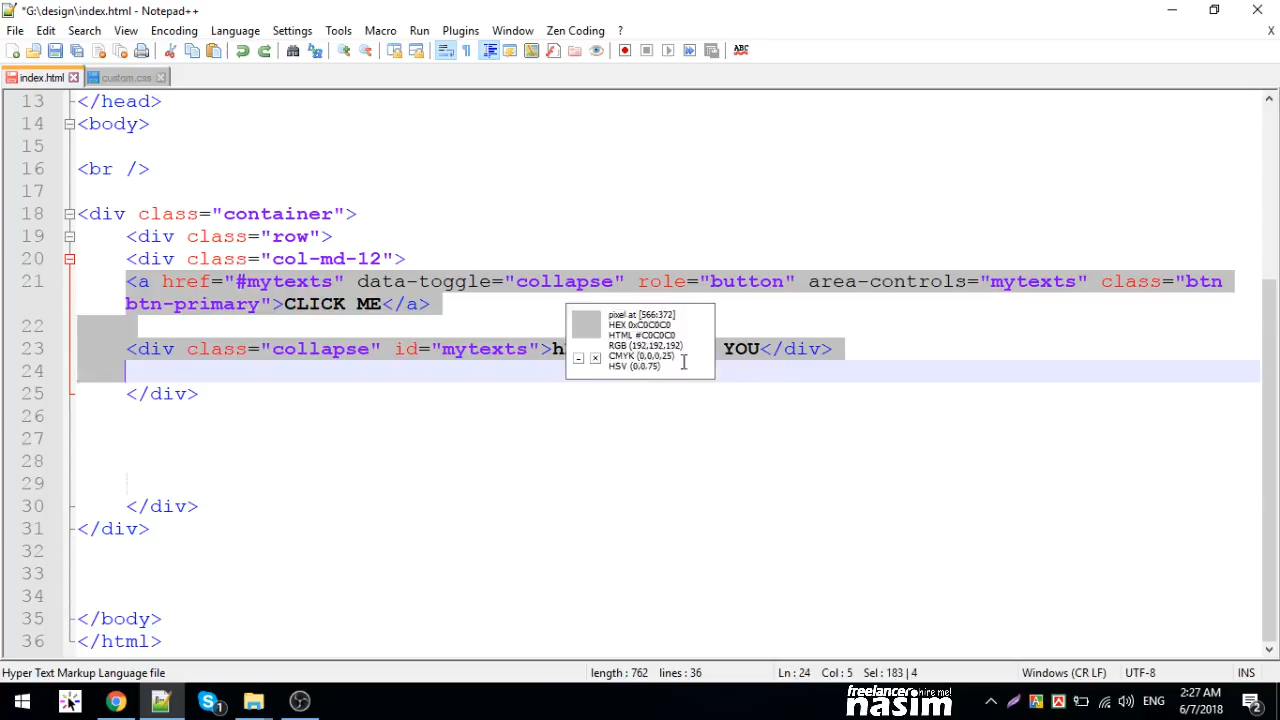 *G:\design\index.html - Notepad++
File Edit Search View Encoding Language Settings Tools Macro Run Plugins Window Zen Coding ? X
ABC
index.html custom.css
13 </head>
14 <body>
15
16 <br />
17
18 <div class="container">
19 <div class="row">
20 <div class="col-md-12">
21 <a href="#mytexts" data-toggle="collapse" role="button" area-controls="mytexts" class="btn
btn-primary">CLICK ME</a>
22
23 <div class="collapse" id="mytexts"> YOU</div>
24
25 </div>
26
27
28
29
30 </div>
31 </div>
32
33
34
35 </body>
36 </html>
pixel at [566:372]
HEX 0xC0C0C0
HTML #C0C0C0
RGB (192,192,192)
CMYK (0,0,0,25)
HSV (0,0,75)
Hyper Text Markup Language file length : 762 lines : 36 Ln : 24 Col : 5 Sel : 183 | 4 Windows (CR LF) UTF-8 INS
freelancer hire me!
nasim
ENG
2:27 AM
6/7/2018
1
2